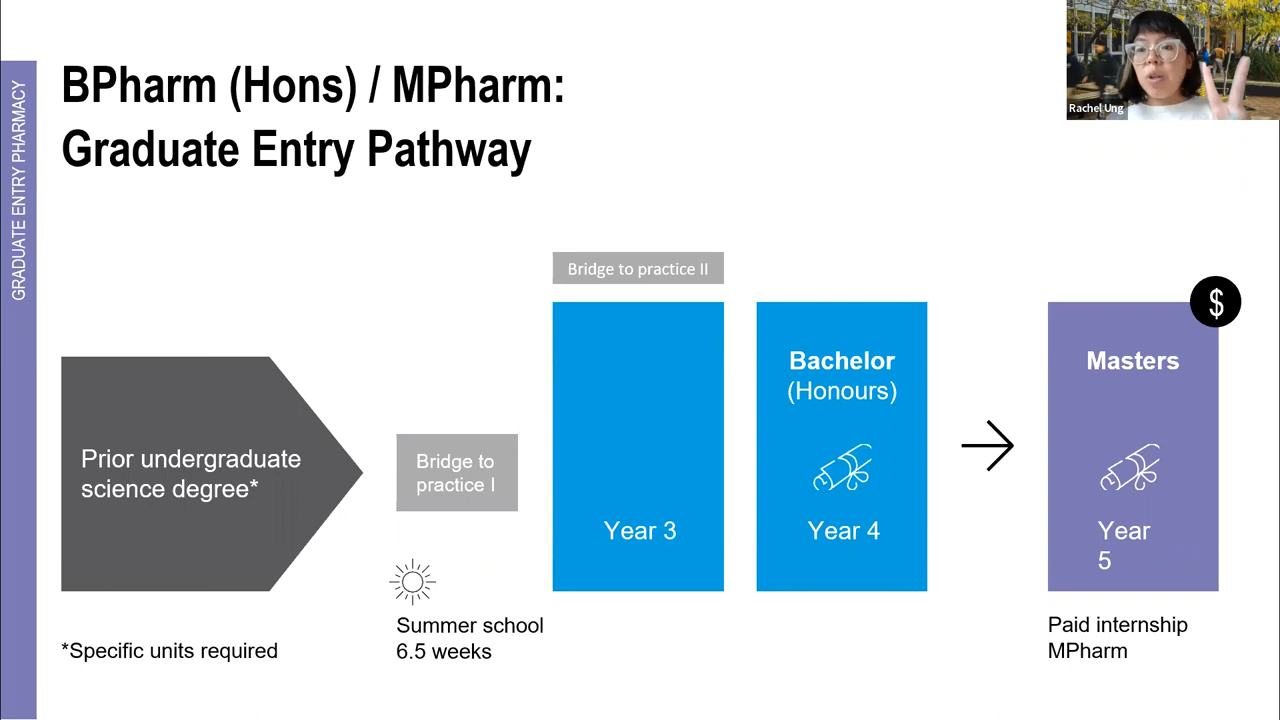 GRADUATE ENTRY PHARMACY
BPharm (Hons) / MPharm:
Graduate Entry Pathway
Rachel Ung
Bridge to practice II
$
Prior undergraduate
science degree*
Bridge to
practice I
Year 3
Bachelor
(Honours)
Year 4
Masters
Year
5
*Specific units required
Summer school
6.5 weeks
Paid internship
MPharm